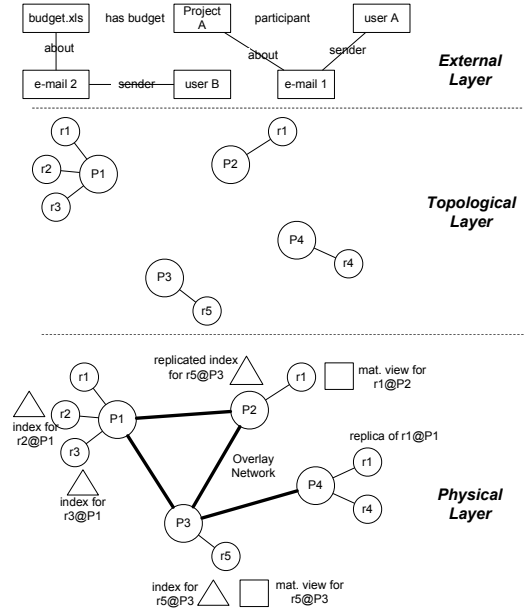 budget.xls
has budget
Project
A
participant
user A
about
about
sender
e-mail 2
sender
user B
e-mail 1
External
Layer
r1
r2
P1
r3
r1
P2
Topological
Layer
P4
r4
P3
r5
replicated index
for r5@P3
mat. view for
r1@P2
r1
r1
r2
P1
P2
index for
r2@P1
r3
replica of r1@P1
Overlay
Network
r1
index for
r3@P1
P4
r4
Physical
Layer
P3
r5
index for
r5@P3
mat. view for
r5@P3